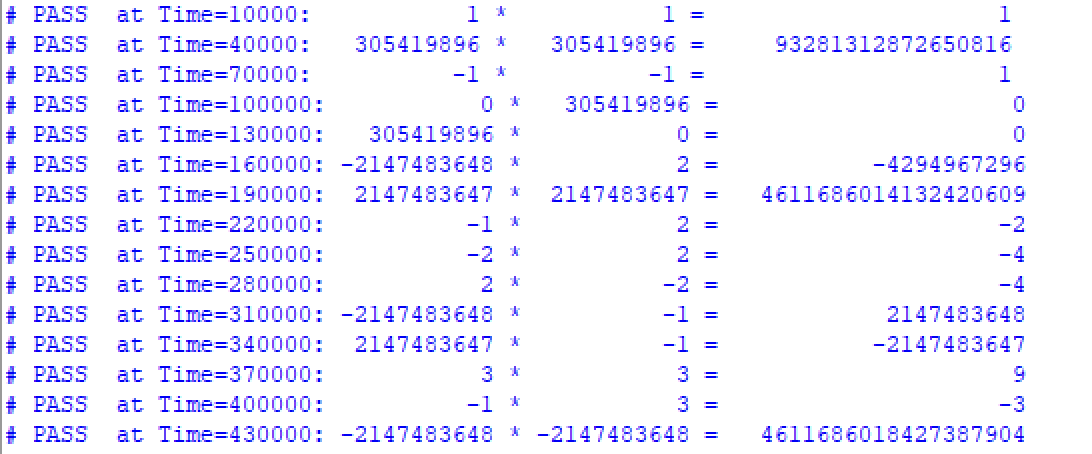 # PASS  at Time=10000:           1 *           1 =                    1
# PASS  at Time=40000:   305419896 *   305419896 =    93281312872650816
# PASS  at Time=70000:          -1 *          -1 =                    1
# PASS  at Time=100000:           0 *   305419896 =                    0
# PASS  at Time=130000:   305419896 *           0 =                    0
# PASS  at Time=160000: -2147483648 *           2 =          -4294967296
# PASS  at Time=190000:  2147483647 *  2147483647 =  4611686014132420609
# PASS  at Time=220000:          -1 *           2 =                   -2
# PASS  at Time=250000:          -2 *           2 =                   -4
# PASS  at Time=280000:           2 *          -2 =                   -4
# PASS  at Time=310000: -2147483648 *          -1 =           2147483648
# PASS  at Time=340000:  2147483647 *          -1 =          -2147483647
# PASS  at Time=370000:           3 *           3 =                    9
# PASS  at Time=400000:          -1 *           3 =                   -3
# PASS  at Time=430000: -2147483648 * -2147483648 =  4611686018427387904